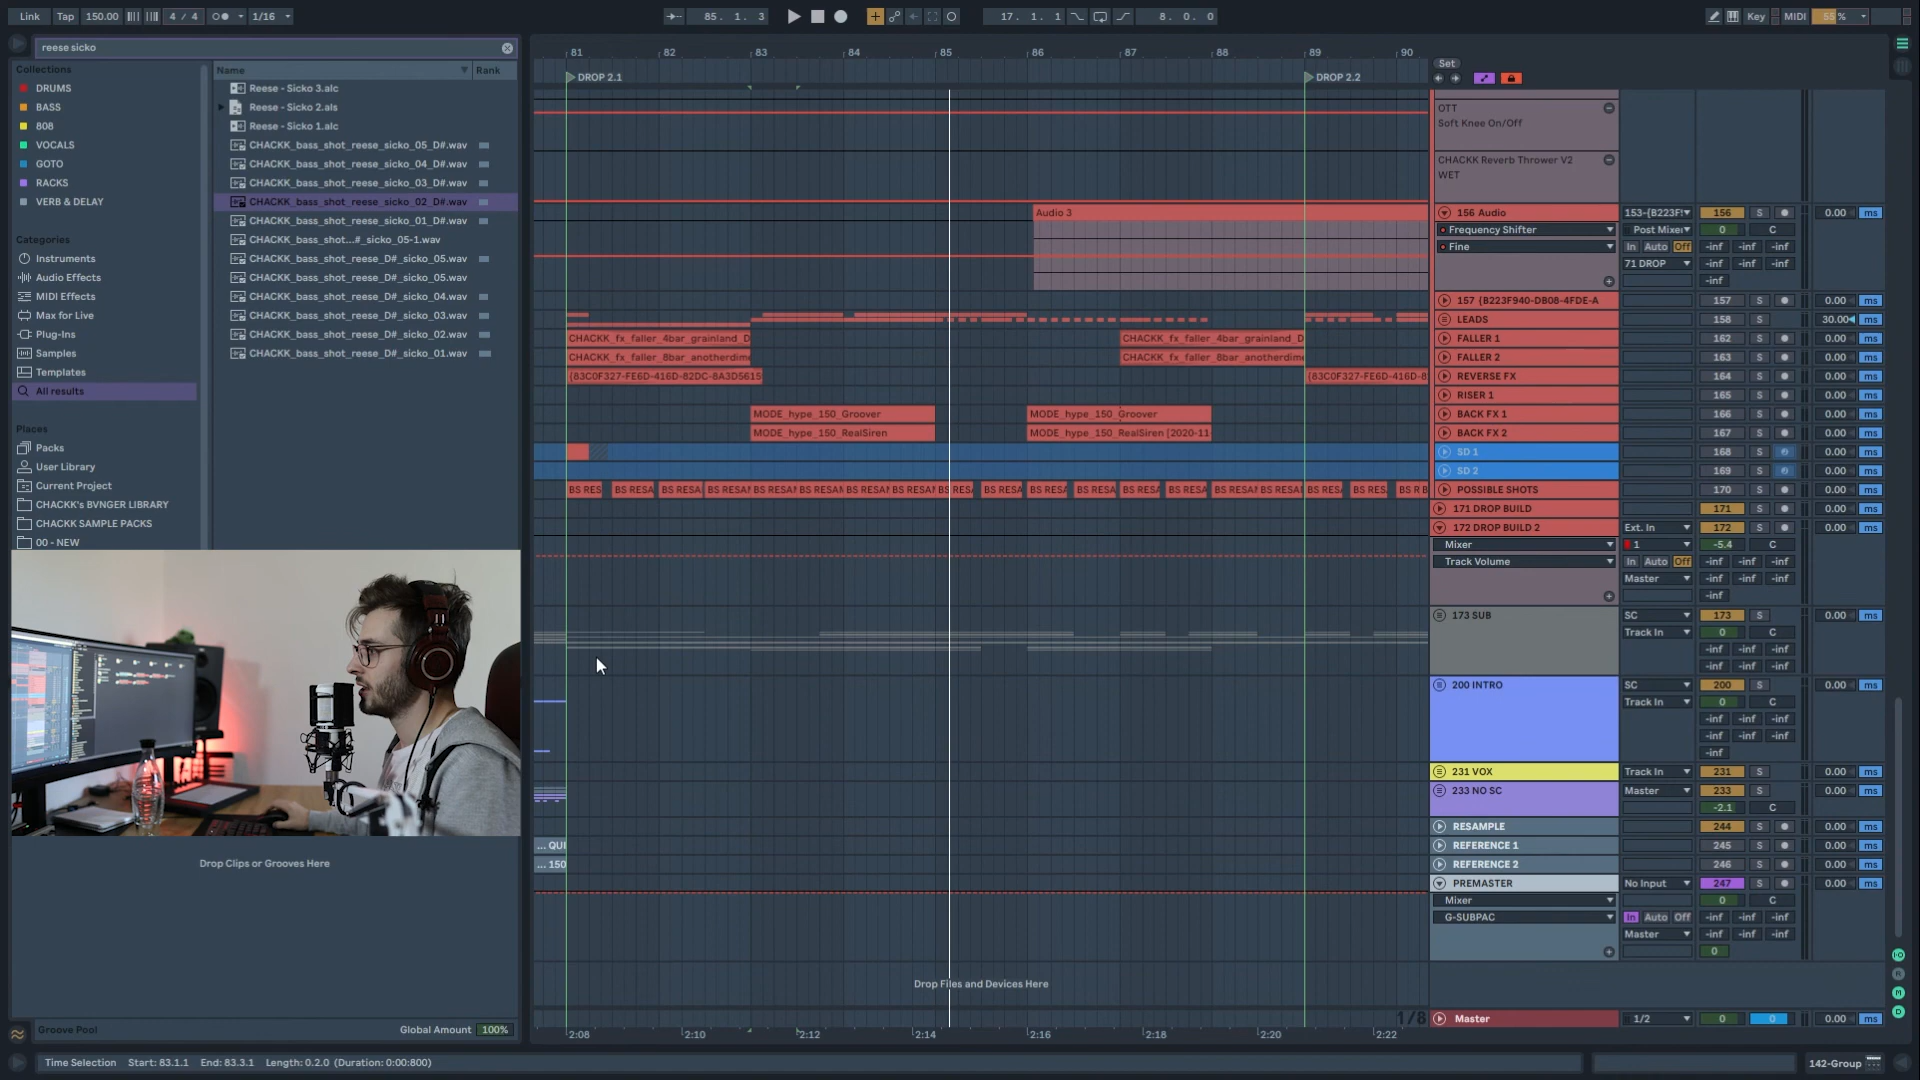 Link Tap 150.00 4 / 4 1/16 85. 1. 3 17. 1. 1 8. 0. 0 Key MIDI 55 %
reese sicko
Collections
DRUMS
BASS
808
VOCALS
GOTO
RACKS
VERB & DELAY
Categories
Instruments
Audio Effects
MIDI Effects
Max for Live
Plug-Ins
Samples
Templates
All results
Places
Packs
User Library
Current Project
CHACKK's BVNGER LIBRARY
CHACKK SAMPLE PACKS
00 - NEW
Name Rank
Reese - Sicko 3.alc
Reese - Sicko 2.als
Reese - Sicko 1.alc
CHACKK_bass_shot_reese_sicko_05_D#.wav
CHACKK_bass_shot_reese_sicko_04_D#.wav
CHACKK_bass_shot_reese_sicko_03_D#.wav
CHACKK_bass_shot_reese_sicko_02_D#.wav
CHACKK_bass_shot_reese_sicko_01_D#.wav
CHACKK_bass_shot...#_sicko_05-1.wav
CHACKK_bass_shot_reese_D#_sicko_05.wav
CHACKK_bass_shot_reese_D#_sicko_05.wav
CHACKK_bass_shot_reese_D#_sicko_04.wav
CHACKK_bass_shot_reese_D#_sicko_03.wav
CHACKK_bass_shot_reese_D#_sicko_02.wav
CHACKK_bass_shot_reese_D#_sicko_01.wav
Drop Clips or Grooves Here
Groove Pool Global Amount 100%
81 82 83 84 85 86 87 88 89 90
DROP 2.1 DROP 2.2
Audio 3
CHACKK_fx_faller_4bar_grainland_D CHACKK_fx_faller_4bar_grainland_D
CHACKK_fx_faller_8bar_anotherdime CHACKK_fx_faller_8bar_anotherdime
{83C0F327-FE6D-416D-82DC-8A3D5615 {83C0F327-FE6D-416D-8
MODE_hype_150_Groover MODE_hype_150_Groover
MODE_hype_150_RealSiren MODE_hype_150_RealSiren [2020-11
BS RES BS RESA BS RESA BS RESAM BS RESAM BS RESAM BS RESAM BS RESAM BS RESA BS RESA BS RESA BS RESA BS RESA BS RESA BS RESAM BS RESAM BS RESA BS RES BS R B
... QUI
... 150
Drop Files and Devices Here
1/8
2:08 2:10 2:12 2:14 2:16 2:18 2:20 2:22
Set
OTT
Soft Knee On/Off
CHACKK Reverb Thrower V2
WET
156 Audio 153-{B223F 156 S 0.00 ms
Frequency Shifter Post Mixer 0 C
Fine In Auto Off -inf -inf -inf
71 DROP -inf -inf -inf
-inf
157 {B223F940-DB08-4FDE-A 157 S 0.00 ms
LEADS 158 S 30.00 ms
FALLER 1 162 S 0.00 ms
FALLER 2 163 S 0.00 ms
REVERSE FX 164 S 0.00 ms
RISER 1 165 S 0.00 ms
BACK FX 1 166 S 0.00 ms
BACK FX 2 167 S 0.00 ms
SD 1 168 S 0.00 ms
SD 2 169 S 0.00 ms
POSSIBLE SHOTS 170 S 0.00 ms
171 DROP BUILD 171 S 0.00 ms
172 DROP BUILD 2 Ext. In 172 S 0.00 ms
Mixer 1 -5.4 C
Track Volume In Auto Off -inf -inf -inf
Master -inf -inf -inf
-inf
173 SUB SC 173 S 0.00 ms
Track In 0 C
-inf -inf -inf
-inf -inf -inf
200 INTRO SC 200 S 0.00 ms
Track In 0 C
-inf -inf -inf
-inf -inf -inf
-inf
231 VOX Track In 231 S 0.00 ms
233 NO SC Master 233 S 0.00 ms
-2.1 C
RESAMPLE 244 S 0.00 ms
REFERENCE 1 245 S 0.00 ms
REFERENCE 2 246 S 0.00 ms
PREMASTER No Input 247 S 0.00 ms
Mixer 0 C
G-SUBPAC In Auto Off -inf -inf -inf
Master -inf -inf -inf
0
Master 1/2 0 0 0.00 ms
Time Selection Start: 83.1.1 End: 83.3.1 Length: 0.2.0 (Duration: 0:00:800)
142-Group